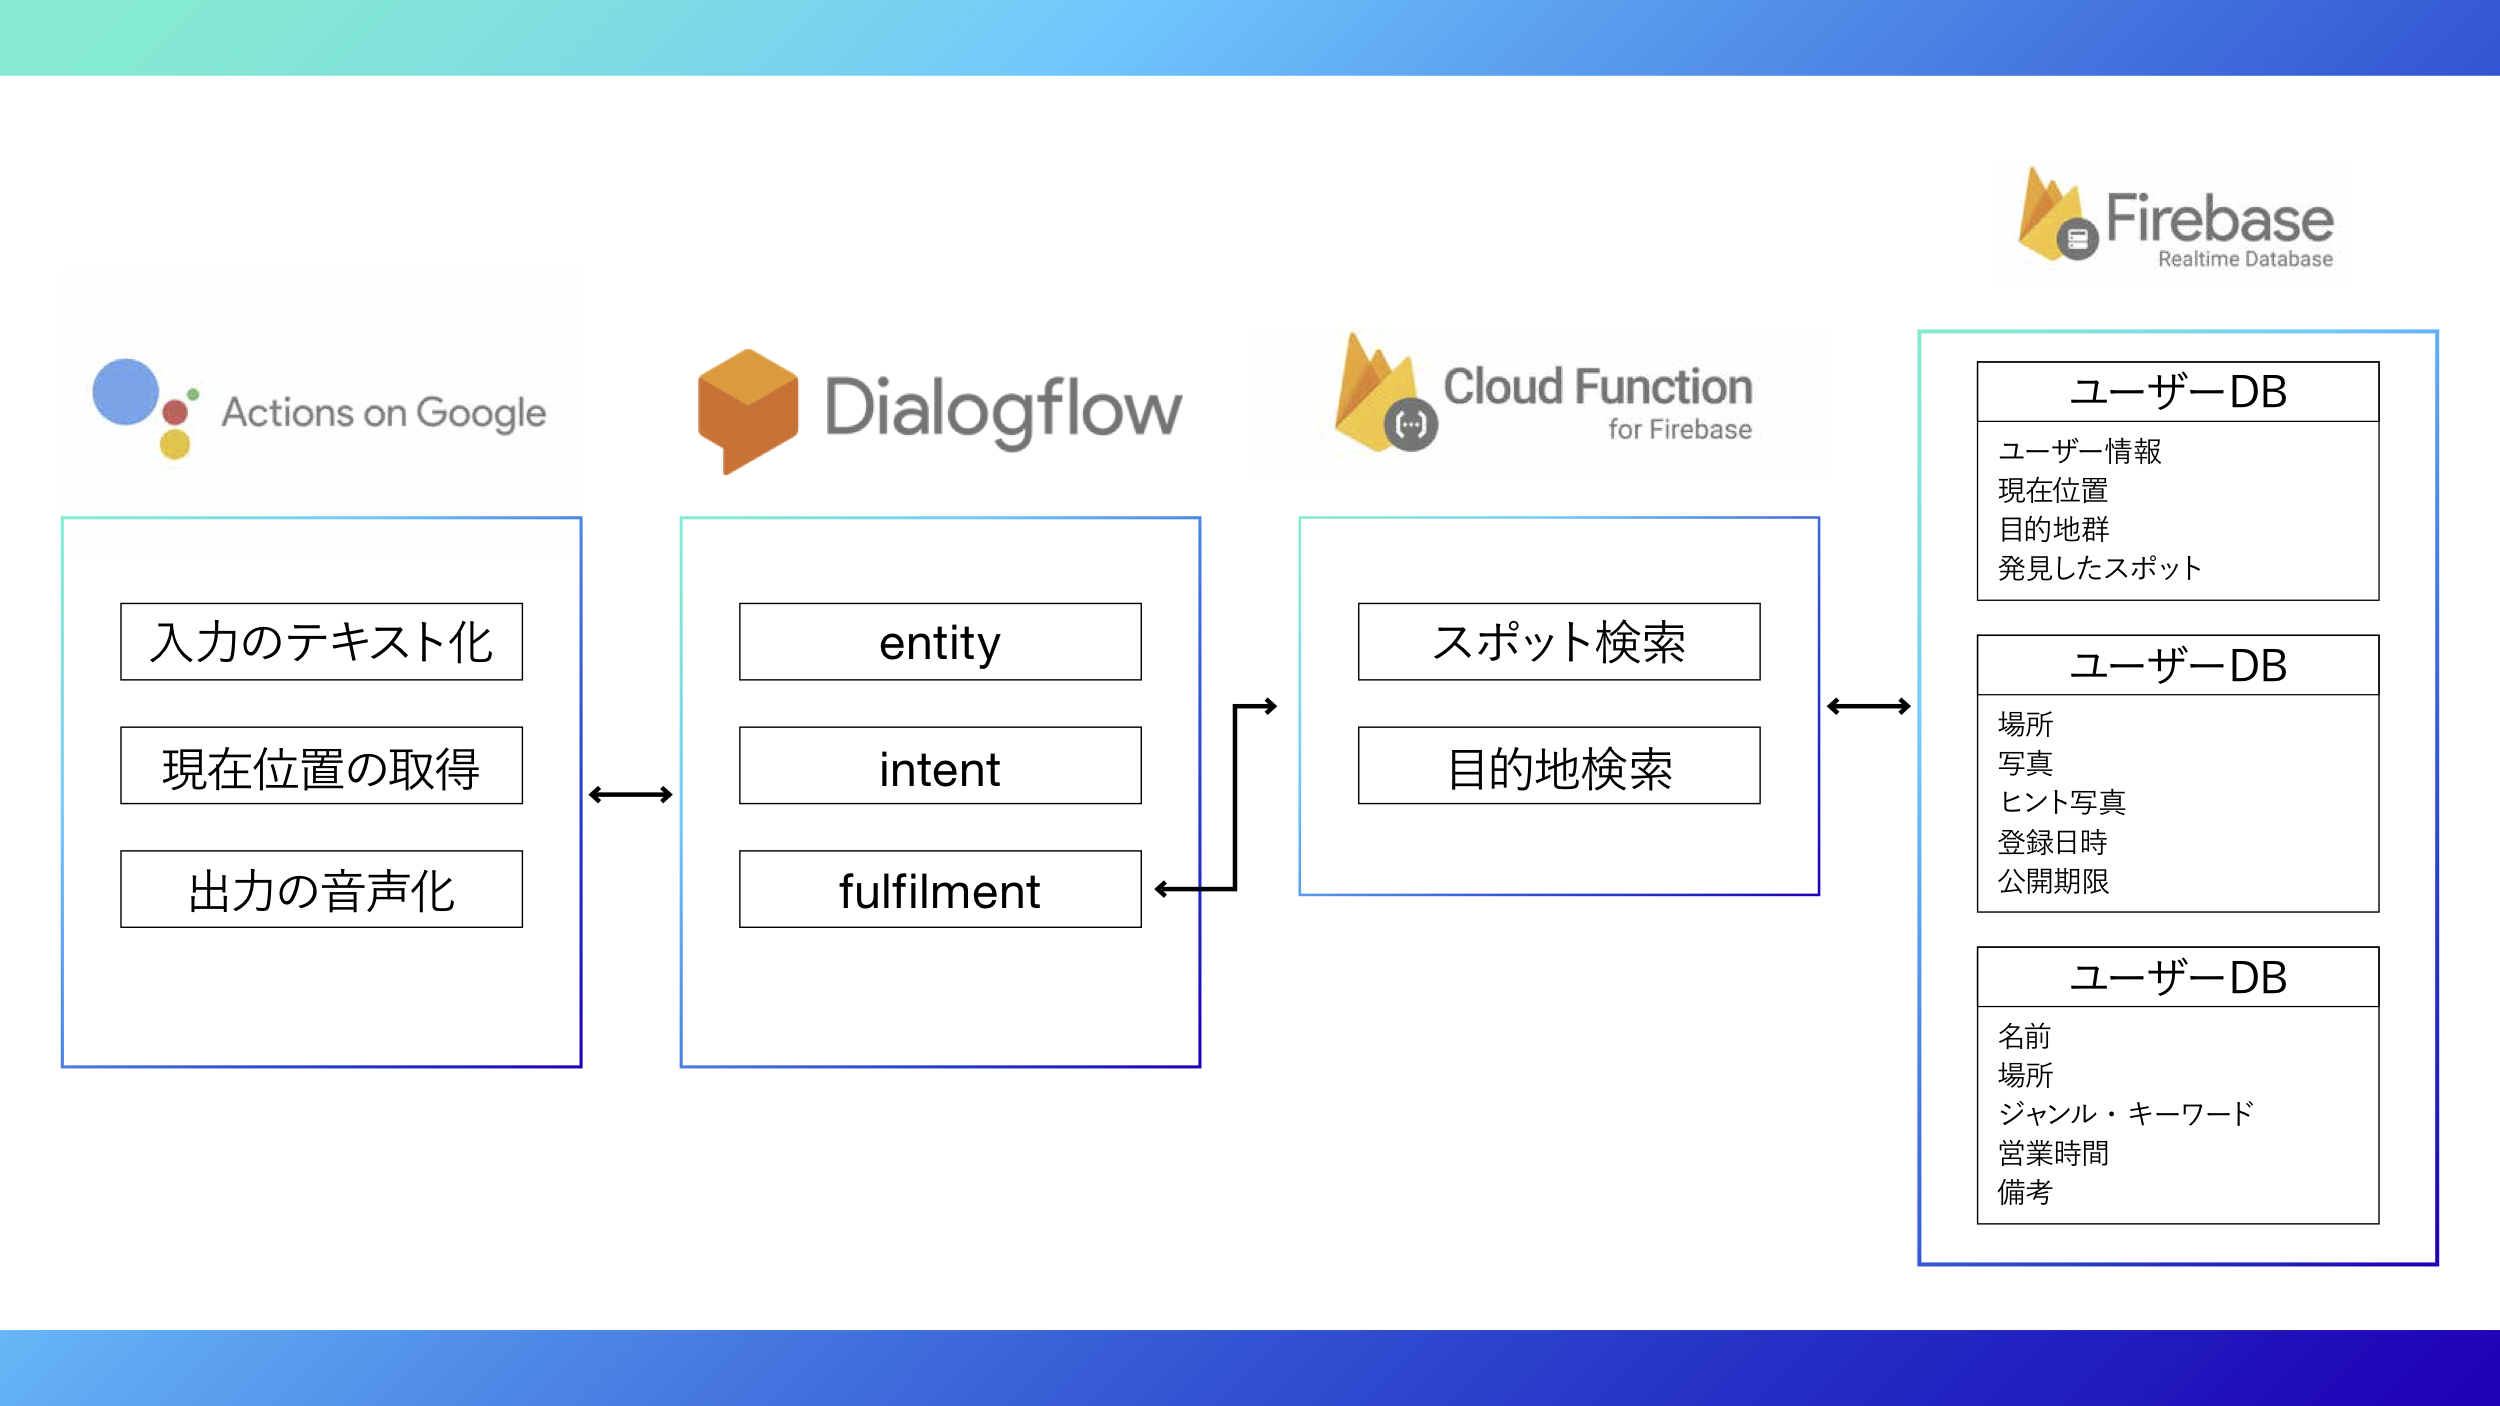 Actions on Google
入力のテキスト化
現在位置の取得
出力の音声化
Dialogflow
entity
intent
fulfilment
Cloud Function
for Firebase
スポット検索
目的地検索
Firebase
Realtime Database
ユーザーDB
ユーザー情報
現在位置
目的地群
発見したスポット
ユーザーDB
場所
写真
ヒント写真
登録日時
公開期限
ユーザーDB
名前
場所
ジャンル・キーワード
営業時間
備考